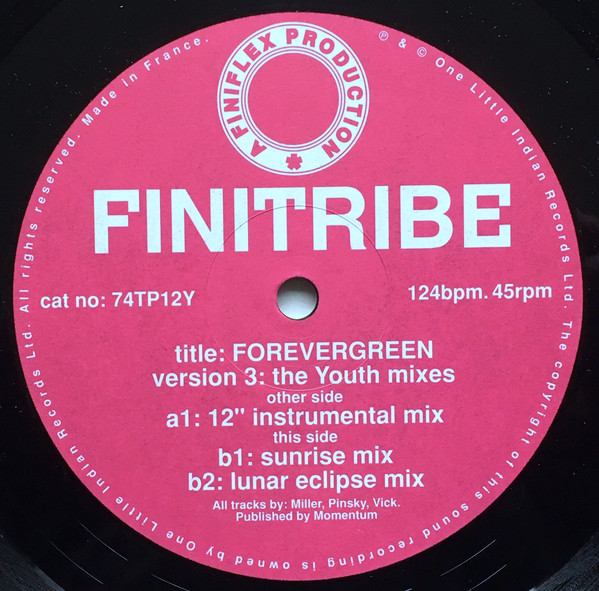 A FINIFLEX PRODUCTION
FINITRIBE
cat no: 74TP12Y
124bpm. 45rpm
title: FOREVERGREEN
version 3: the Youth mixes
other side
a1: 12" instrumental mix
this side
b1: sunrise mix
b2: lunar eclipse mix
All tracks by: Miller, Pinsky, Vick.
Published by Momentum
℗ & © One Little Indian Records Ltd. The copyright of this sound recording is owned by One Little Indian Records Ltd. All rights reserved. Made in France.